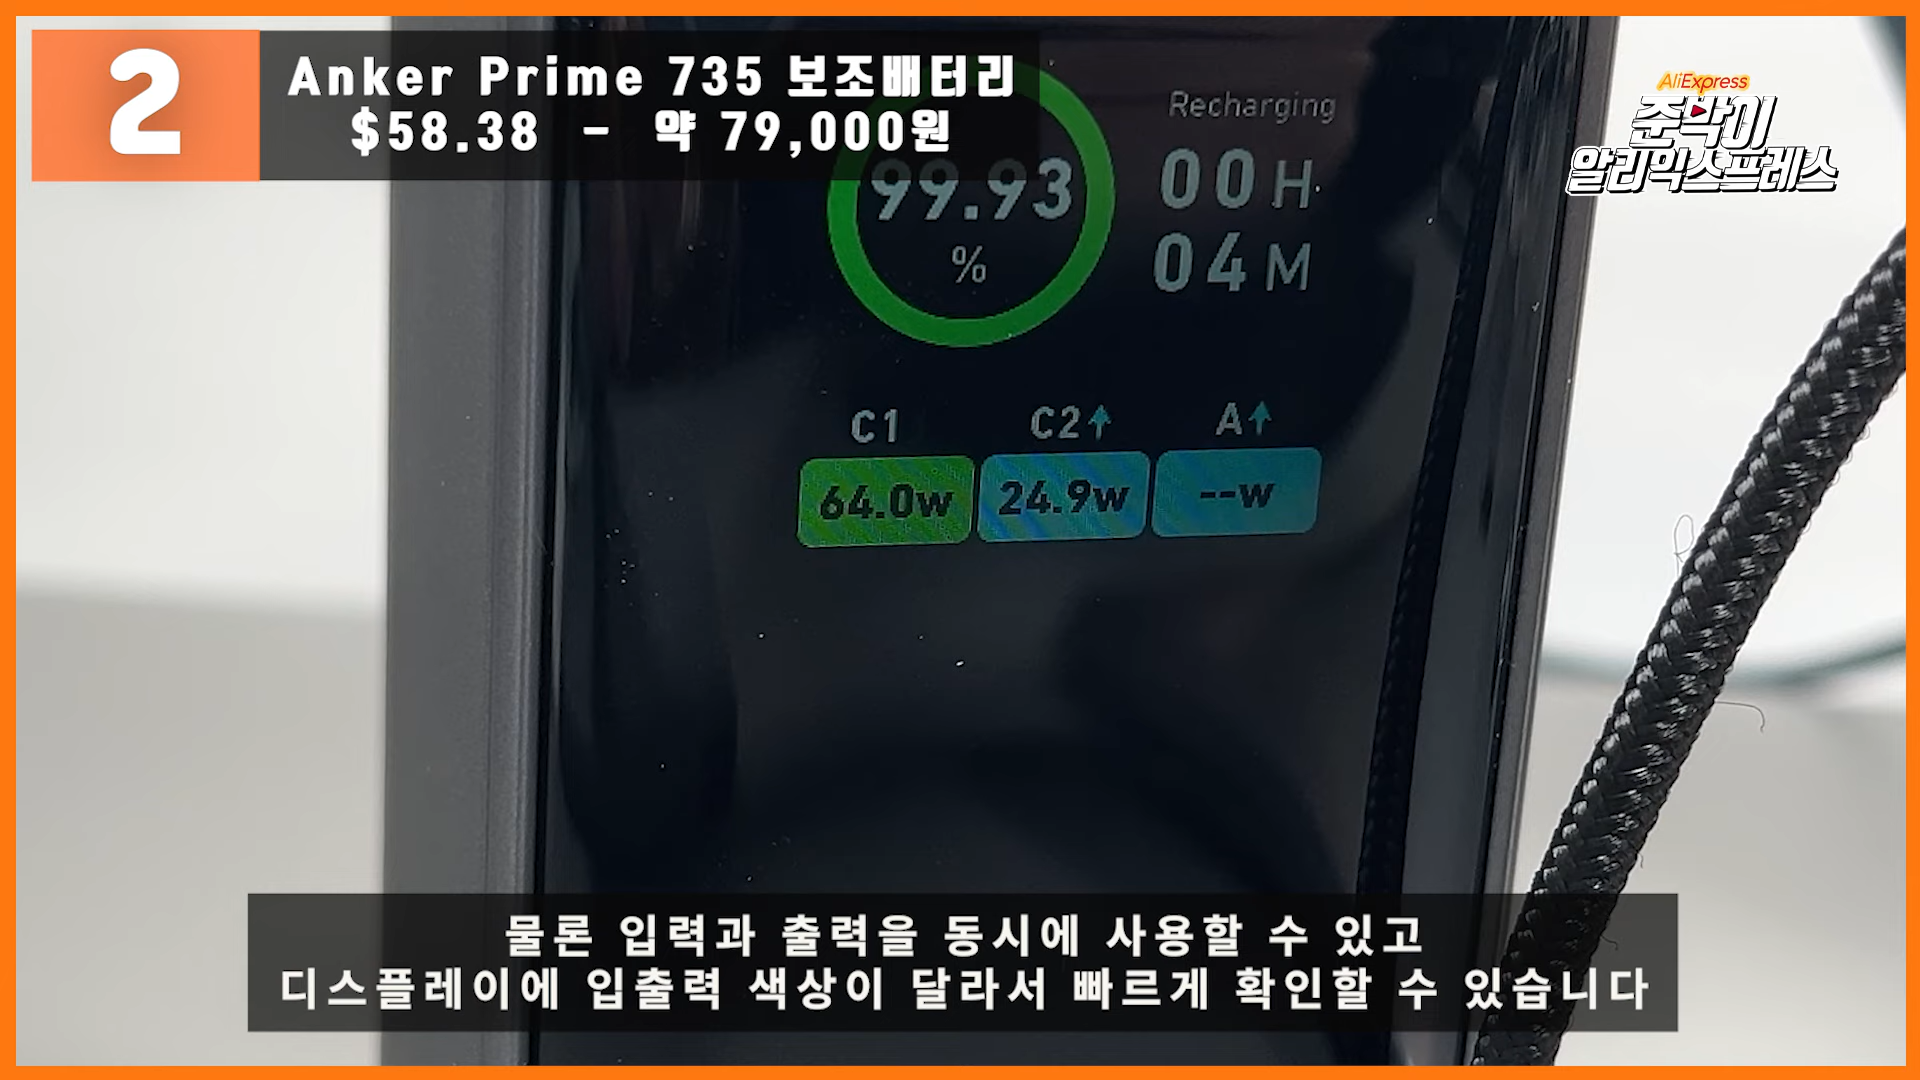 2
Anker Prime 735 보조배터리
$58.38 - 약 79,000원
AliExpress
준박이
알리익스프레스
Recharging
99.93
%
00H
04M
C1 C2↑ A↑
64.0w 24.9w --w
물론 입력과 출력을 동시에 사용할 수 있고
디스플레이에 입출력 색상이 달라서 빠르게 확인할 수 있습니다